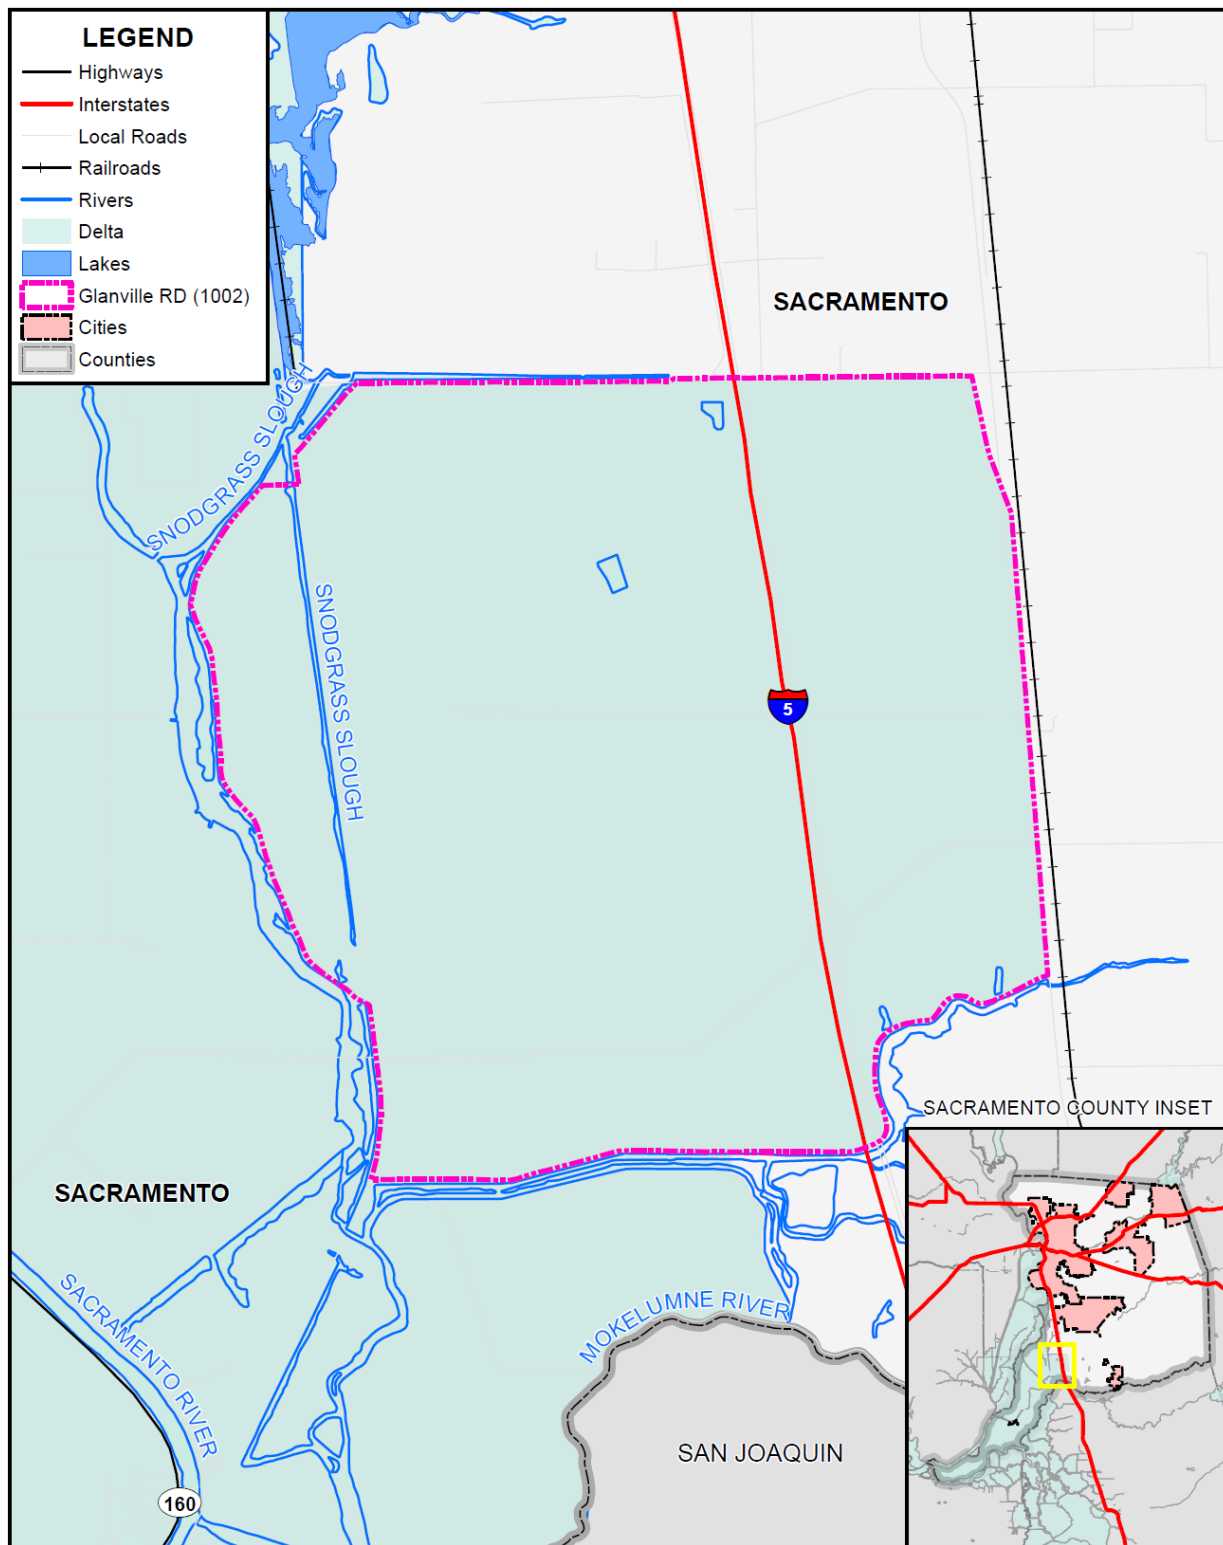 LEGEND
Highways
Interstates
Local Roads
Railroads
Rivers
Delta
Lakes
Glanville RD (1002)
Cities
Counties
SACRAMENTO
SNODGRASS SLOUGH
SNODGRASS SLOUGH
5
SACRAMENTO COUNTY INSET
SACRAMENTO
SACRAMENTO RIVER
MOKELUMNE RIVER
SAN JOAQUIN
160